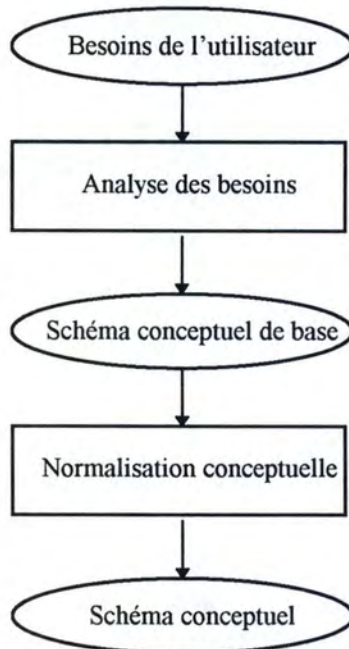 Besoins de l'utilisateur
Analyse des besoins
Schéma conceptuel de base
Normalisation conceptuelle
Schéma conceptuel